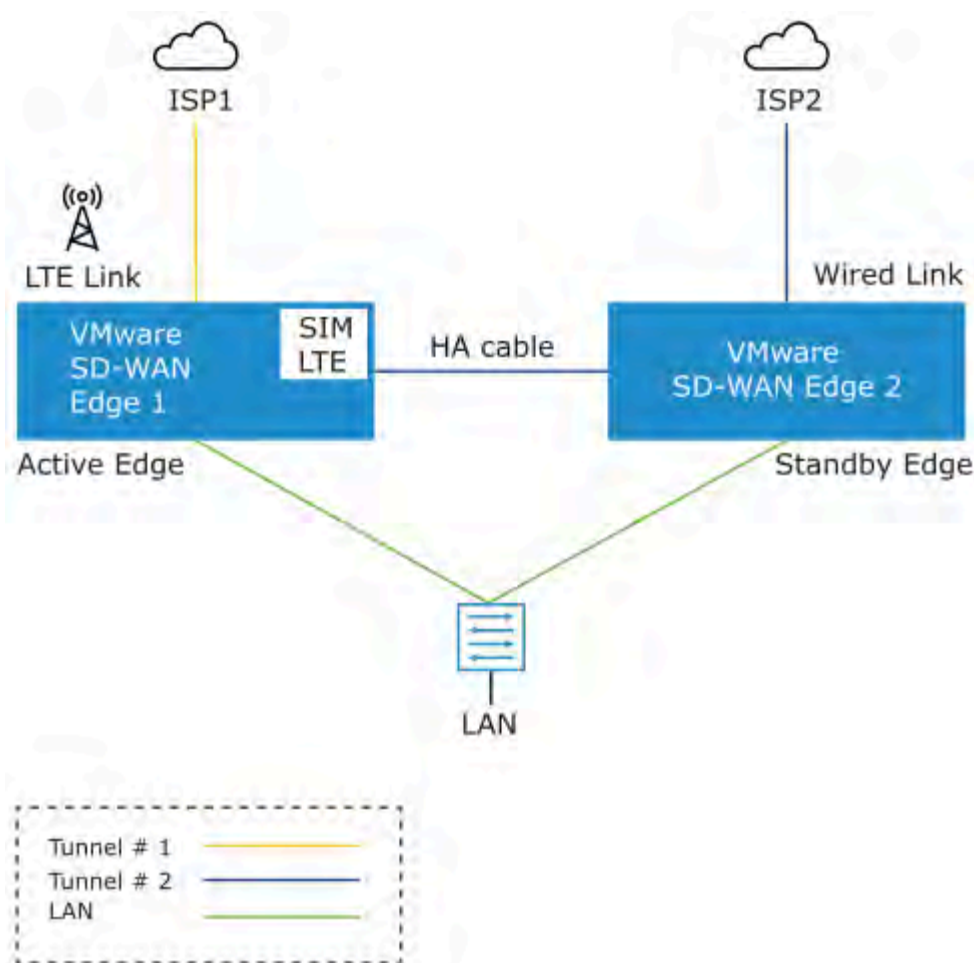 ISP1
ISP2
LTE Link
Wired Link
VMware
SD-WAN
Edge 1
SIM
LTE
HA cable
VMware
SD-WAN Edge 2
Active Edge
Standby Edge
LAN
Tunnel # 1
Tunnel # 2
LAN